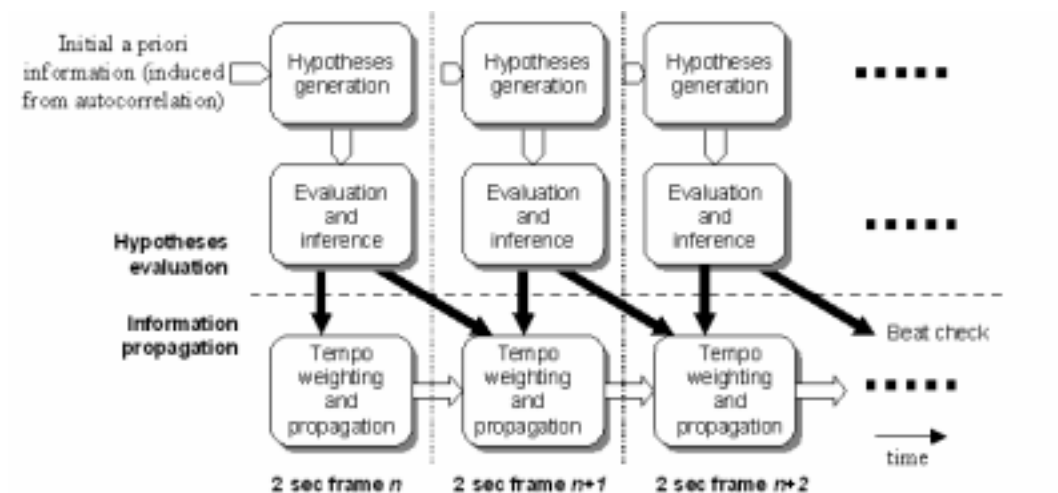 Initial a priori
information (induced
from autocorrelation)
Hypotheses
generation
Hypotheses
generation
Hypotheses
generation
Evaluation
and
inference
Evaluation
and
inference
Evaluation
and
inference
Hypotheses
evaluation
Information
propagation
Beat check
Tempo
weighting
and
propagation
Tempo
weighting
and
propagation
Tempo
weighting
and
propagation
time
2 sec frame n
2 sec frame n+1
2 sec frame n+2